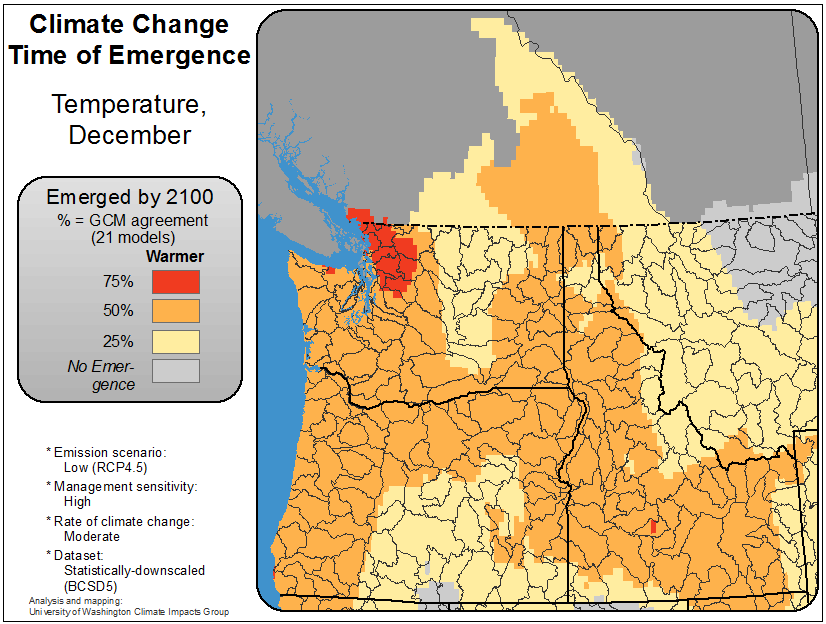 Climate Change
Time of Emergence
Temperature,
December
Emerged by 2100
% = GCM agreement
(21 models)
Warmer
75%
50%
25%
No Emer-
gence
* Emission scenario:
Low (RCP4.5)
* Management sensitivity:
High
* Rate of climate change:
Moderate
* Dataset:
Statistically-downscaled
(BCSD5)
Analysis and mapping:
University of Washington Climate Impacts Group